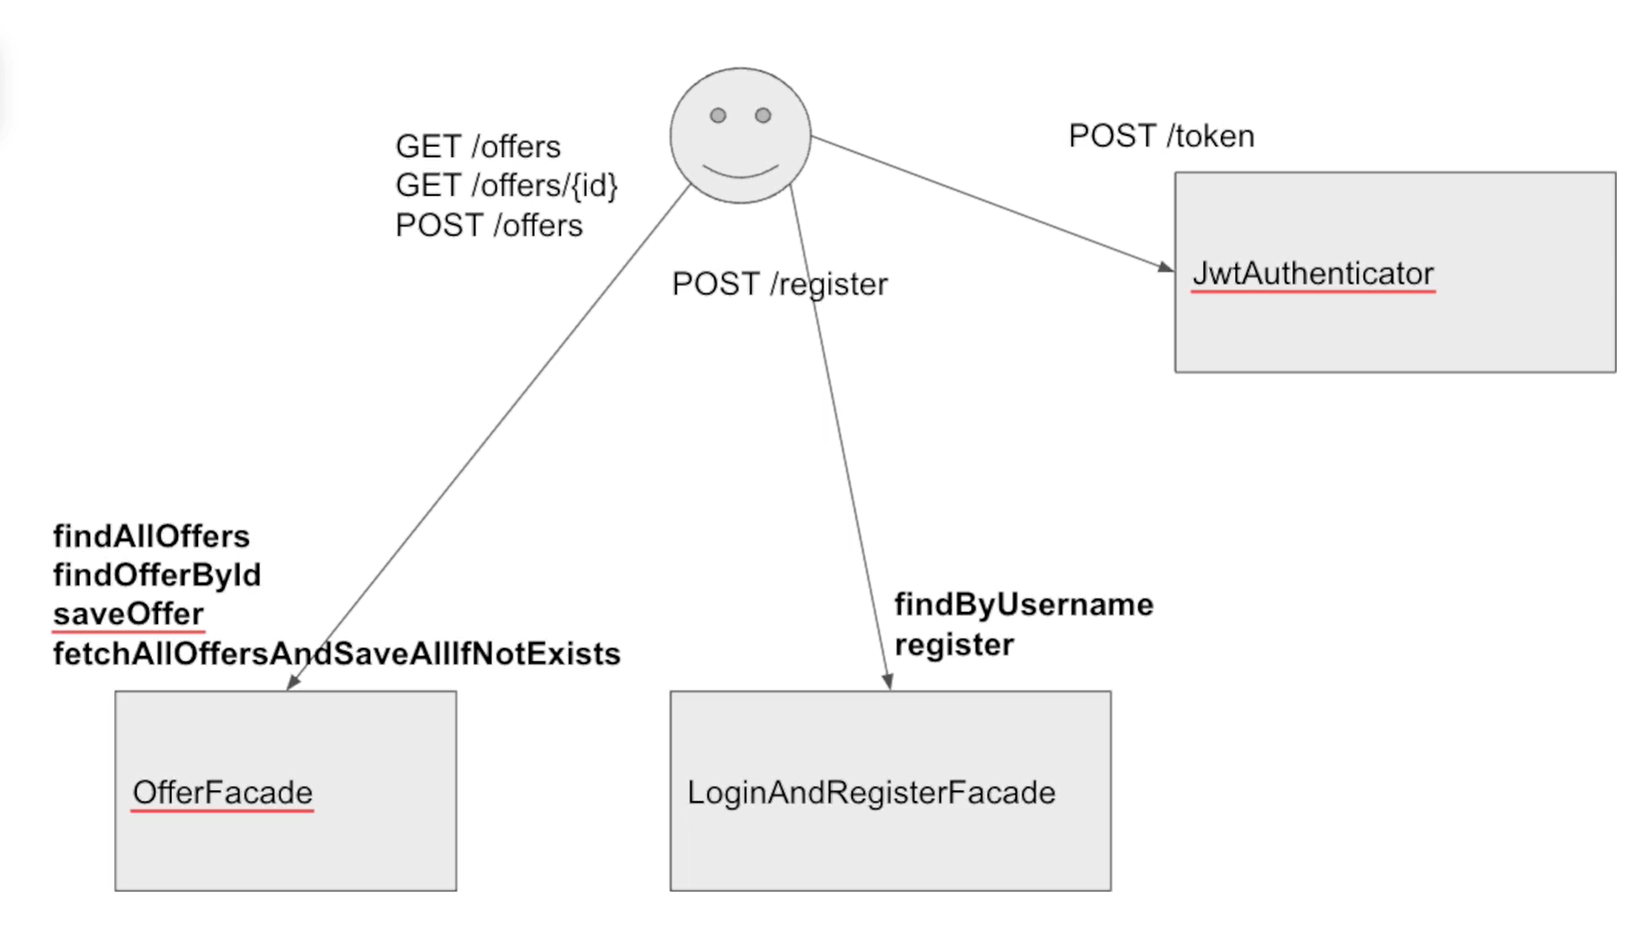 GET /offers
GET /offers/{id}
POST /offers
POST /token
POST /register
JwtAuthenticator
findAllOffers
findOfferById
saveOffer
fetchAllOffersAndSaveAllIfNotExists
findByUsername
register
OfferFacade
LoginAndRegisterFacade